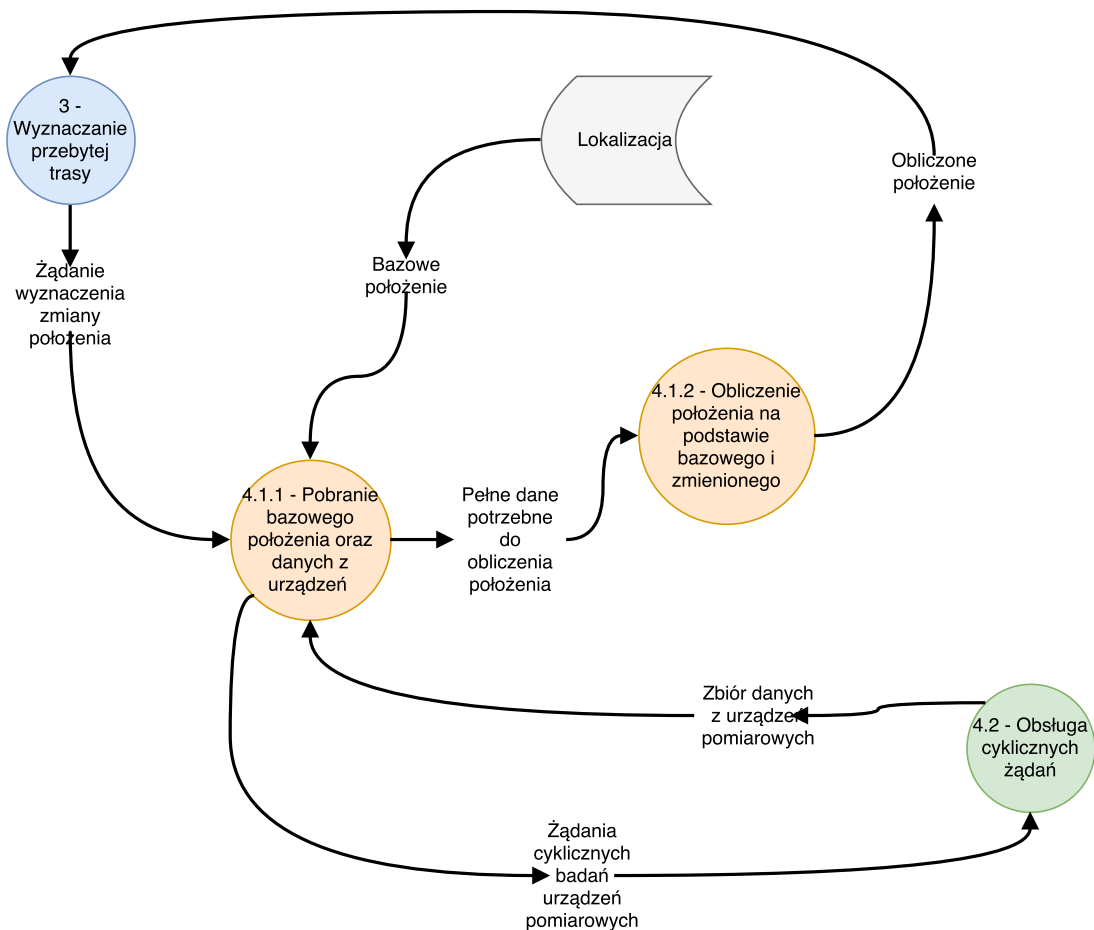 3 -
Wyznaczanie
przebytej
trasy
Lokalizacja
Obliczone
położenie
Żądanie
wyznaczenia
zmiany
położenia
Bazowe
położenie
4.1.2 - Obliczenie
położenia na
podstawie
bazowego i
zmienionego
4.1.1 - Pobranie
bazowego
położenia oraz
danych z
urządzeń
Pełne dane
potrzebne
do
obliczenia
położenia
Zbiór danych
z urządzeń
pomiarowych
4.2 - Obsługa
cyklicznych
żądań
Żądania
cyklicznych
badań
urządzeń
pomiarowych